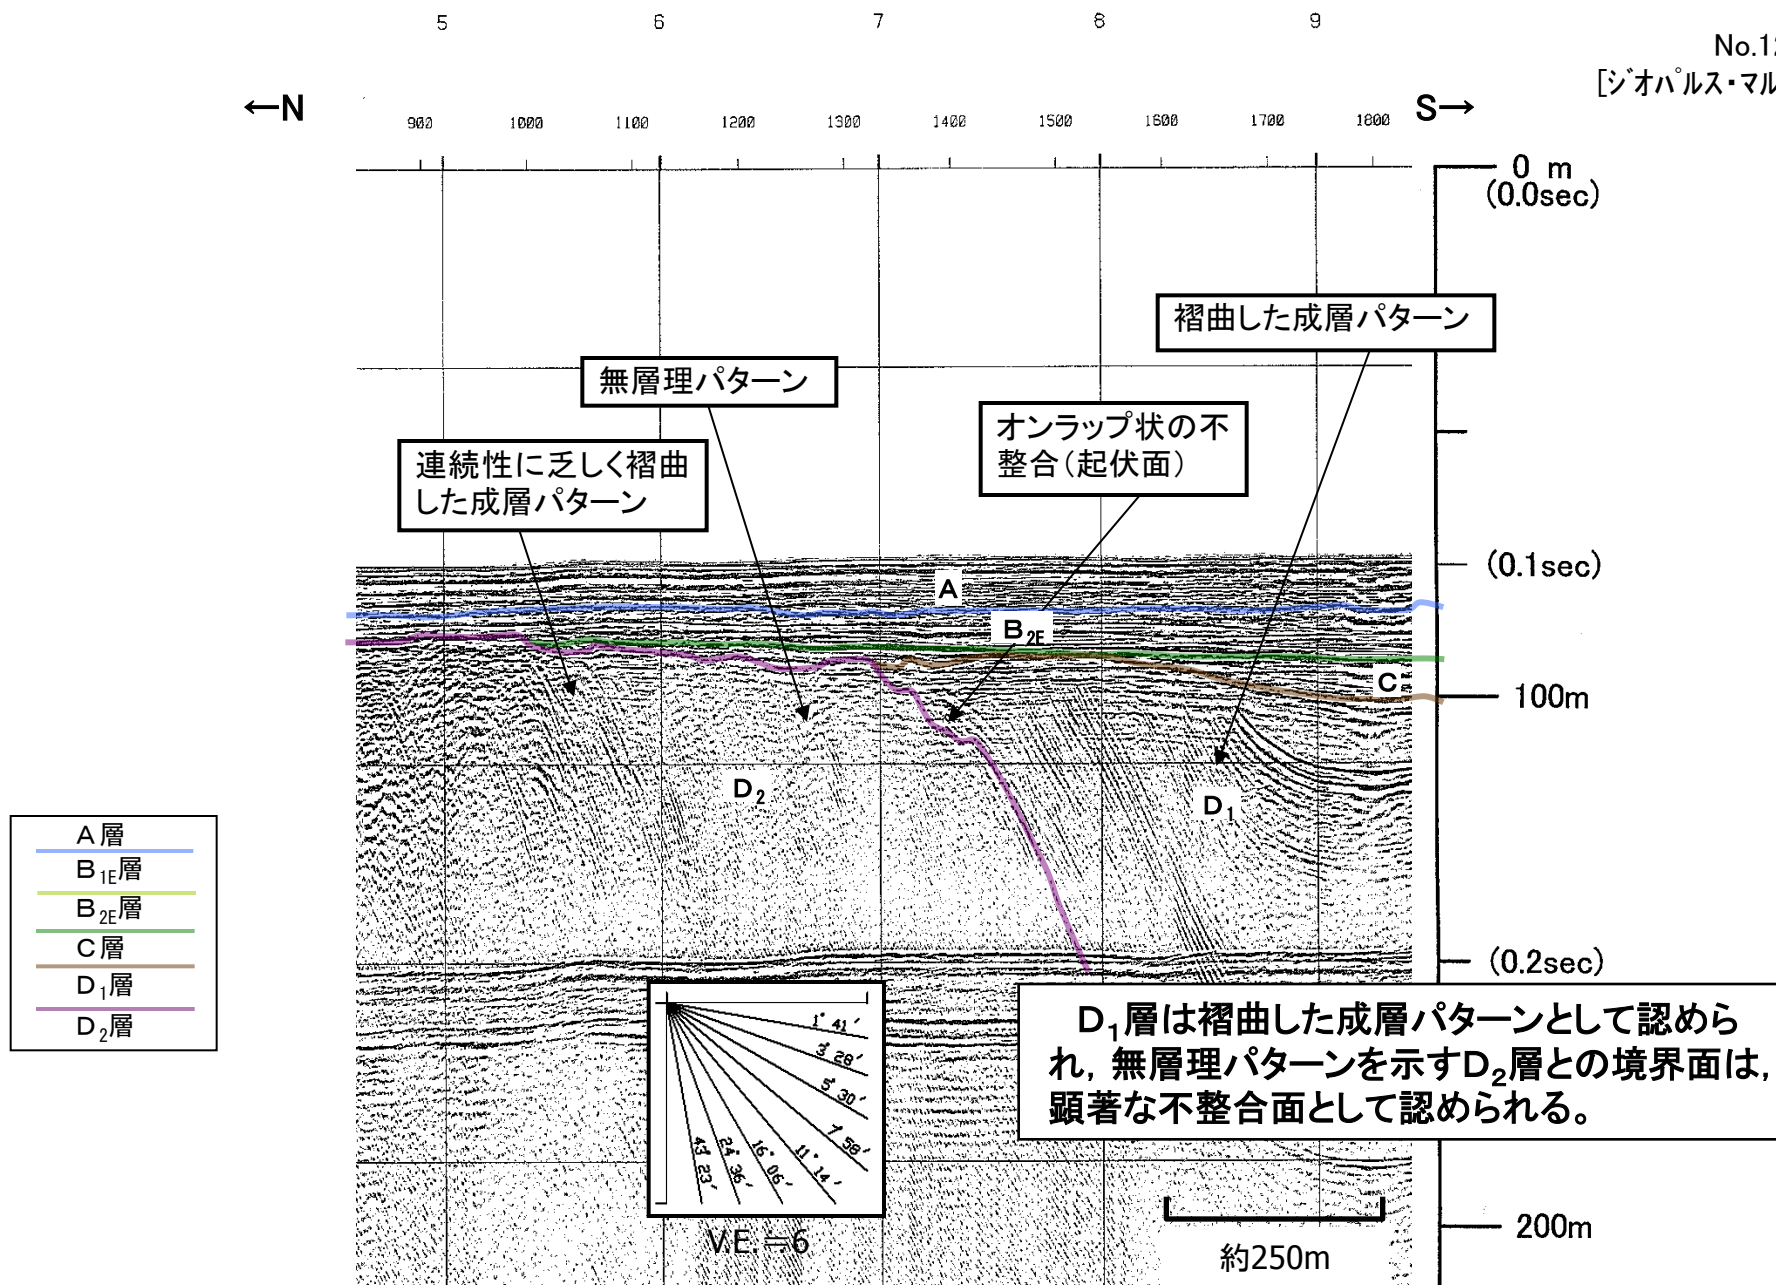 5 6 7 8 9
No.12
[ジオパルス・マル
←N
S→
900 1000 1100 1200 1300 1400 1500 1600 1700 1800
0 m
(0.0sec)
褶曲した成層パターン
無層理パターン
オンラップ状の不
整合（起伏面）
連続性に乏しく褶曲
した成層パターン
(0.1sec)
A
B2E
C
100m
D2
D1
A層
B1E層
B2E層
C層
D1層
D2層
(0.2sec)
1° 41′
3° 28′
5° 30′
7° 58′
11° 14′
16° 06′
24° 36′
43° 23′
V.E.≒6
D1層は褶曲した成層パターンとして認めら
れ，無層理パターンを示すD2層との境界面は，
顕著な不整合面として認められる。
約250m
200m